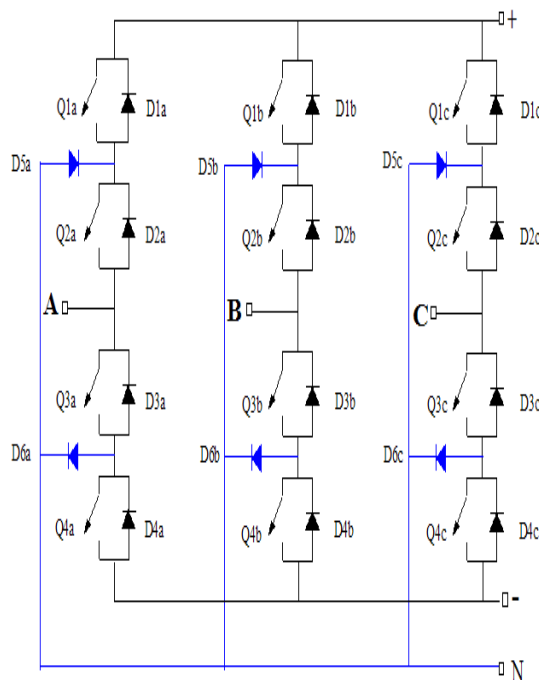 +
Q1a D1a Q1b D1b Q1c D1c
D5a D5b D5c
Q2a D2a Q2b D2b Q2c D2c
A B C
Q3a D3a Q3b D3b Q3c D3c
D6a D6b D6c
Q4a D4a Q4b D4b Q4c D4c
-
N